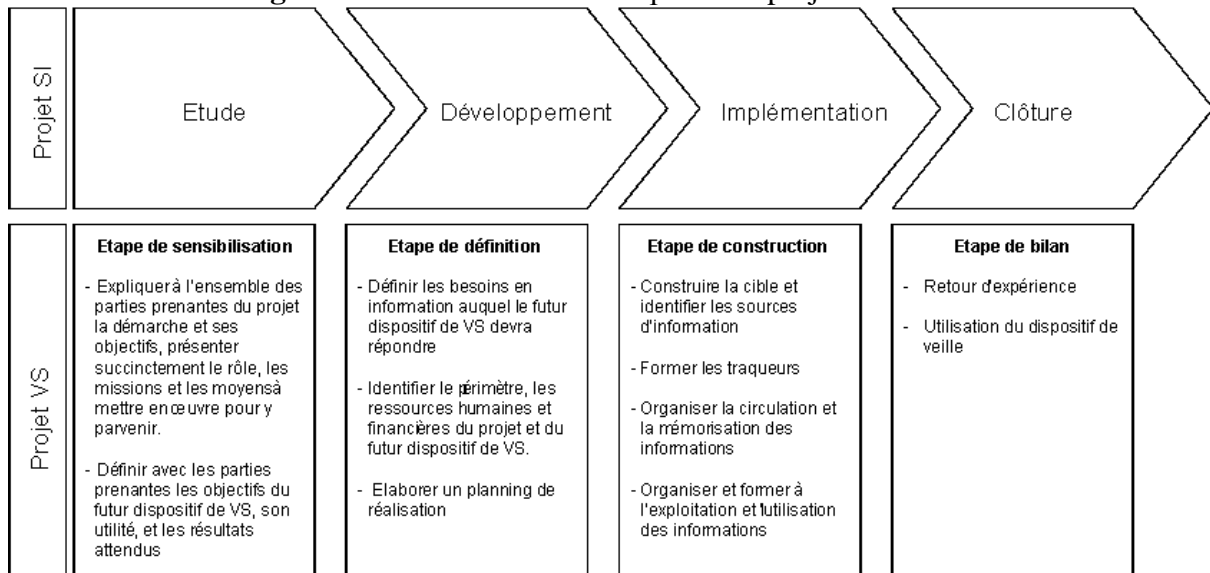 Projet SI
Etude
Développement
Implémentation
Clôture
Projet VS
Etape de sensibilisation
- Expliquer à l'ensemble des
parties prenantes du projet
la démarche et ses
objectifs, présenter
succinctement le rôle, les
missions et les moyensà
mettre en œuvre pour y
parvenir.
- Définir avec les parties
prenantes les objectifs du
futur dispositif de VS, son
utilité, et les résultats
attendus
Etape de définition
- Définir les besoins en
information auquel le futur
dispositif de VS devra
répondre
- Identifier le périmètre, les
ressources humaines et
financières du projet et du
futur dispositif de VS.
- Elaborer un planning de
réalisation
Etape de construction
- Construire la cible et
identifier les sources
d'information
- Former les traqueurs
- Organiser la circulation et
la mémorisation des
informations
- Organiser et former à
l'exploitation et l'utilisation
des informations
Etape de bilan
- Retour d'expérience
- Utilisation du dispositif de
veille